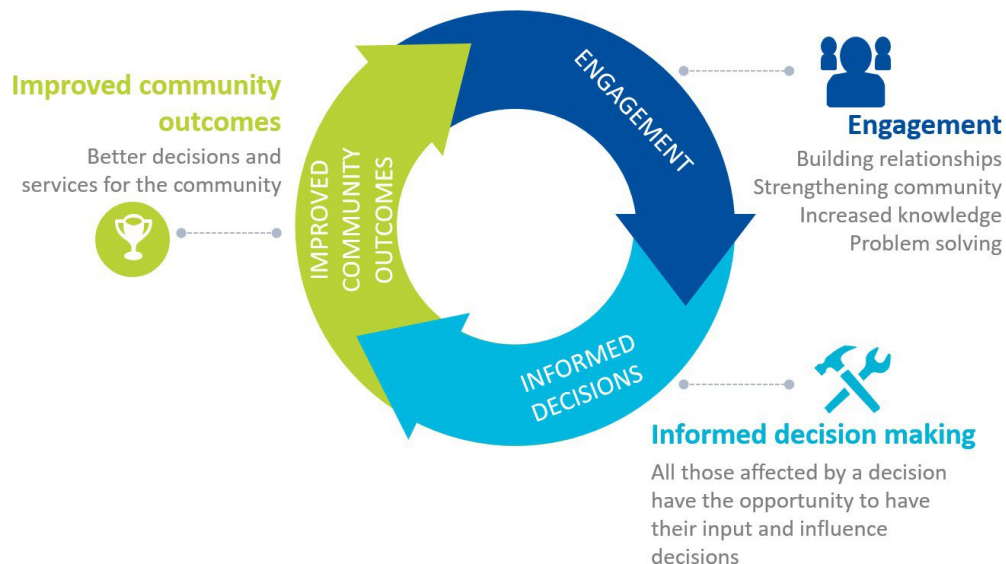 Improved community
outcomes
Better decisions and
services for the community
IMPROVED
COMMUNITY
OUTCOMES
ENGAGEMENT
Engagement
Building relationships
Strengthening community
Increased knowledge
Problem solving
INFORMED
DECISIONS
Informed decision making
All those affected by a decision
have the opportunity to have
their input and influence
decisions